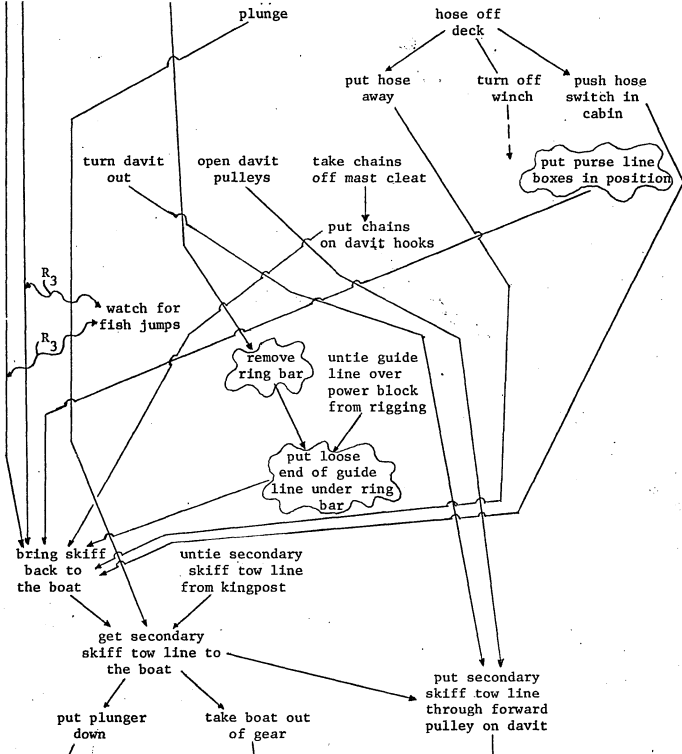 plunge
hose off
deck
put hose
away
turn off
winch
push hose
switch in
cabin
turn davit
out
open davit
pulleys
take chains
off mast cleat
put purse line
boxes in position
put chains
on davit hooks
R3
watch for
fish jumps
R3
remove
ring bar
untie guide
line over
power block
from rigging
put loose
end of guide
line under ring
bar
bring skiff
back to
the boat
untie secondary
skiff tow line
from kingpost
get secondary
skiff tow line to
the boat
put secondary
skiff tow line
through forward
pulley on davit
put plunger
down
take boat out
of gear